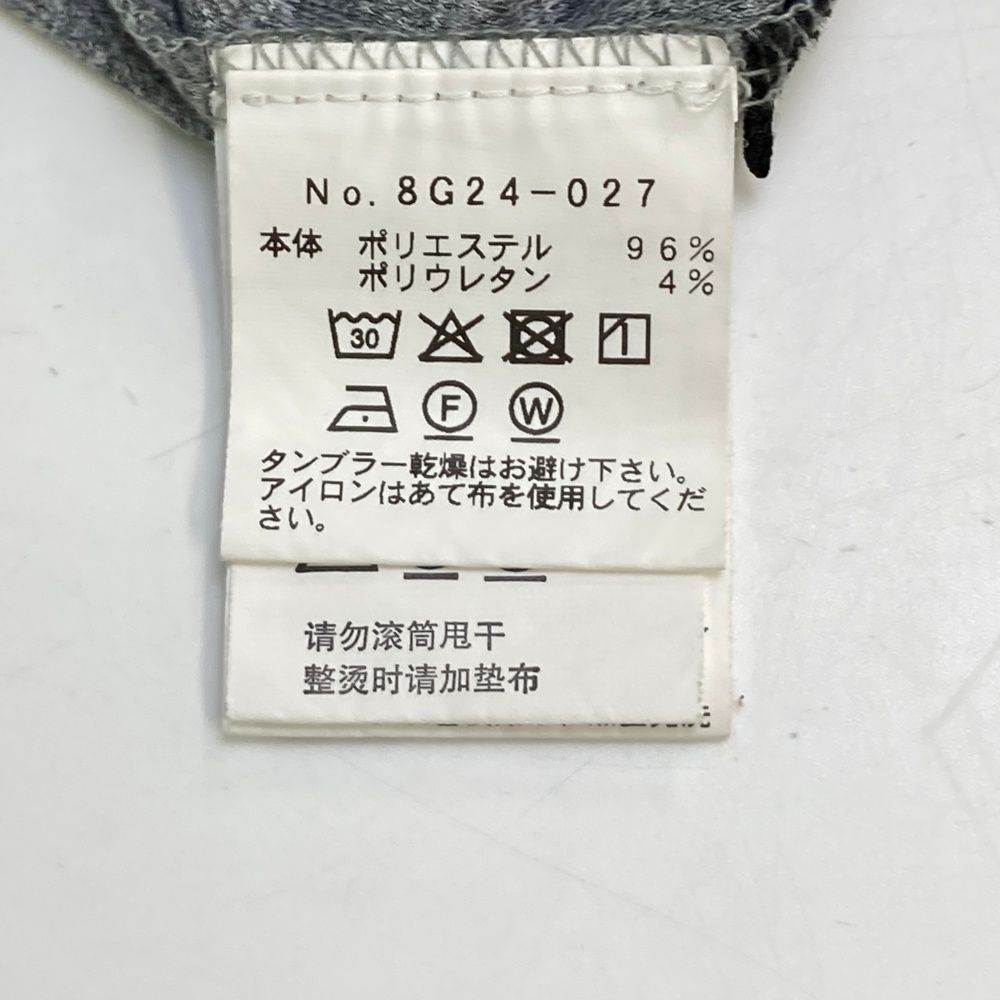 No. 8G24-027
本体 ポリエステル 96%
ポリウレタン 4%
30
F W
タンブラー乾燥はお避け下さい。
アイロンはあて布を使用してくだ
さい。
请勿滚筒甩干
整烫时请加垫布